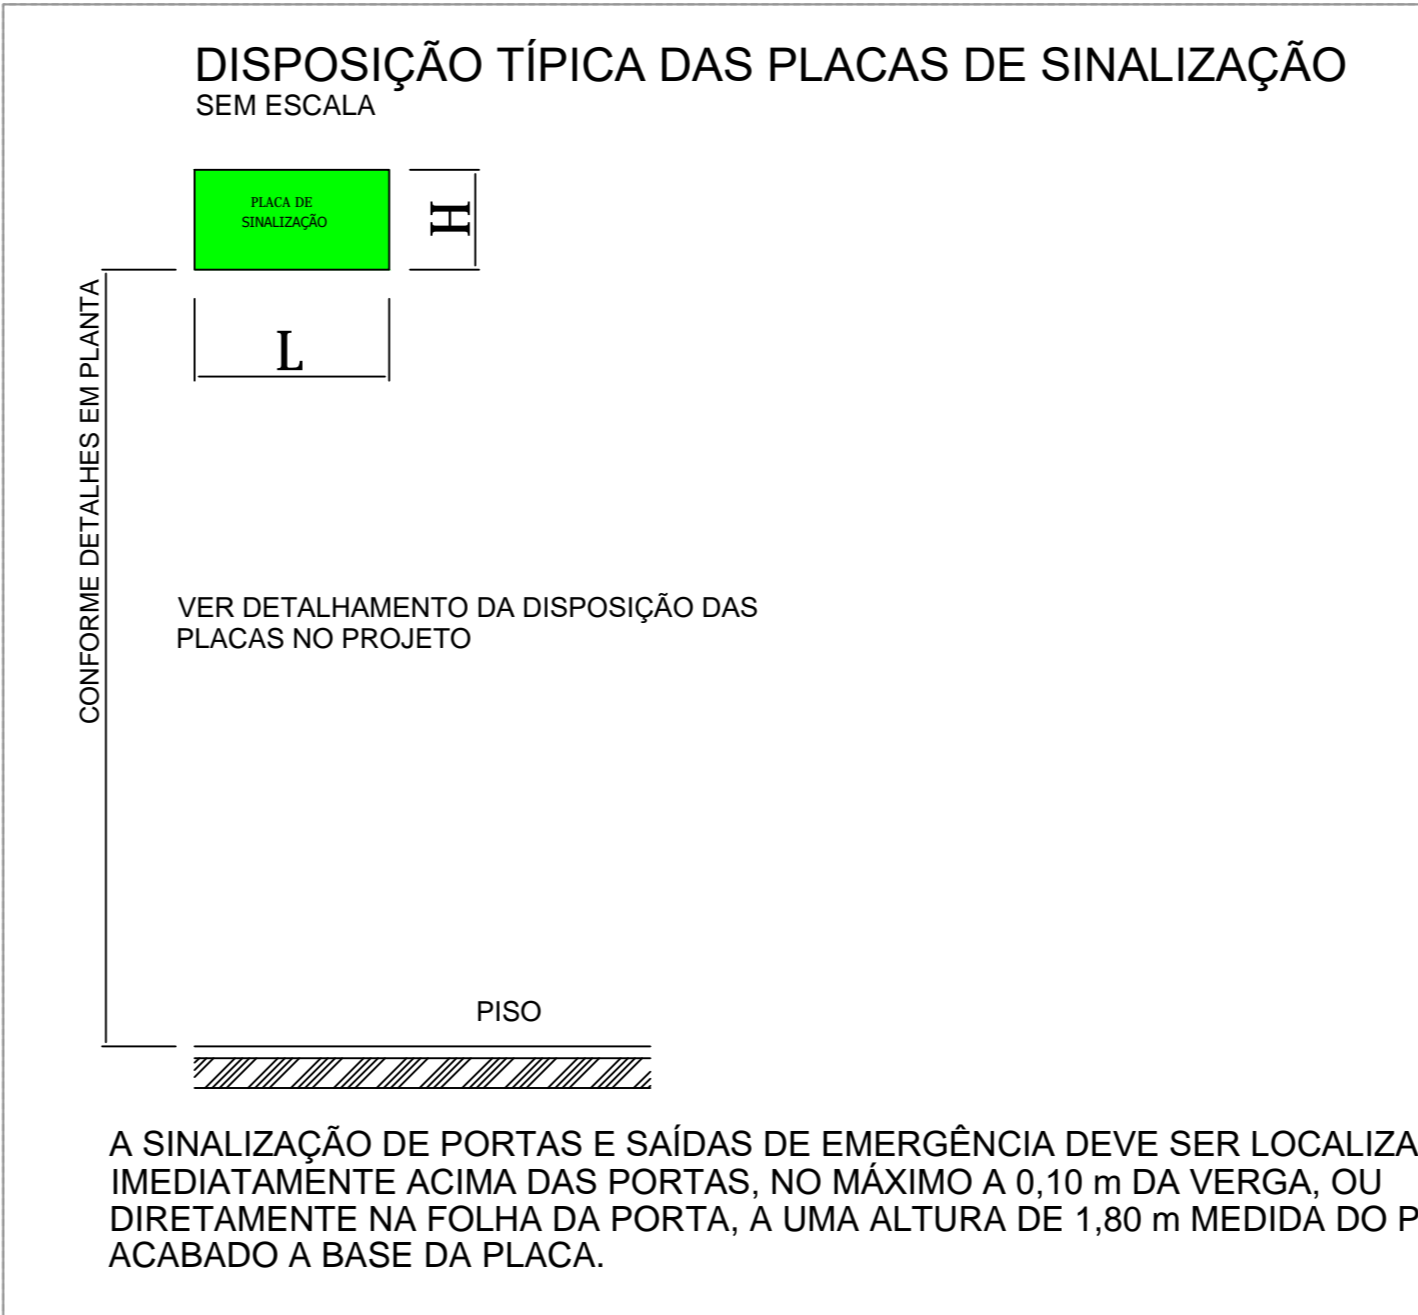 DISPOSIÇÃO TÍPICA DAS PLACAS DE SINALIZAÇÃO
SEM ESCALA
PLACA DE
SINALIZAÇÃO
H
L
CONFORME DETALHES EM PLANTA
VER DETALHAMENTO DA DISPOSIÇÃO DAS
PLACAS NO PROJETO
PISO
A SINALIZAÇÃO DE PORTAS E SAÍDAS DE EMERGÊNCIA DEVE SER
IMEDIATAMENTE ACIMA DAS PORTAS, NO MÁXIMO A 0,10 m DA VERGA, OU
DIRETAMENTE NA FOLHA DA PORTA, A UMA ALTURA DE 1,80 m MEDIDA DO
ACABADO A BASE DA PLACA.